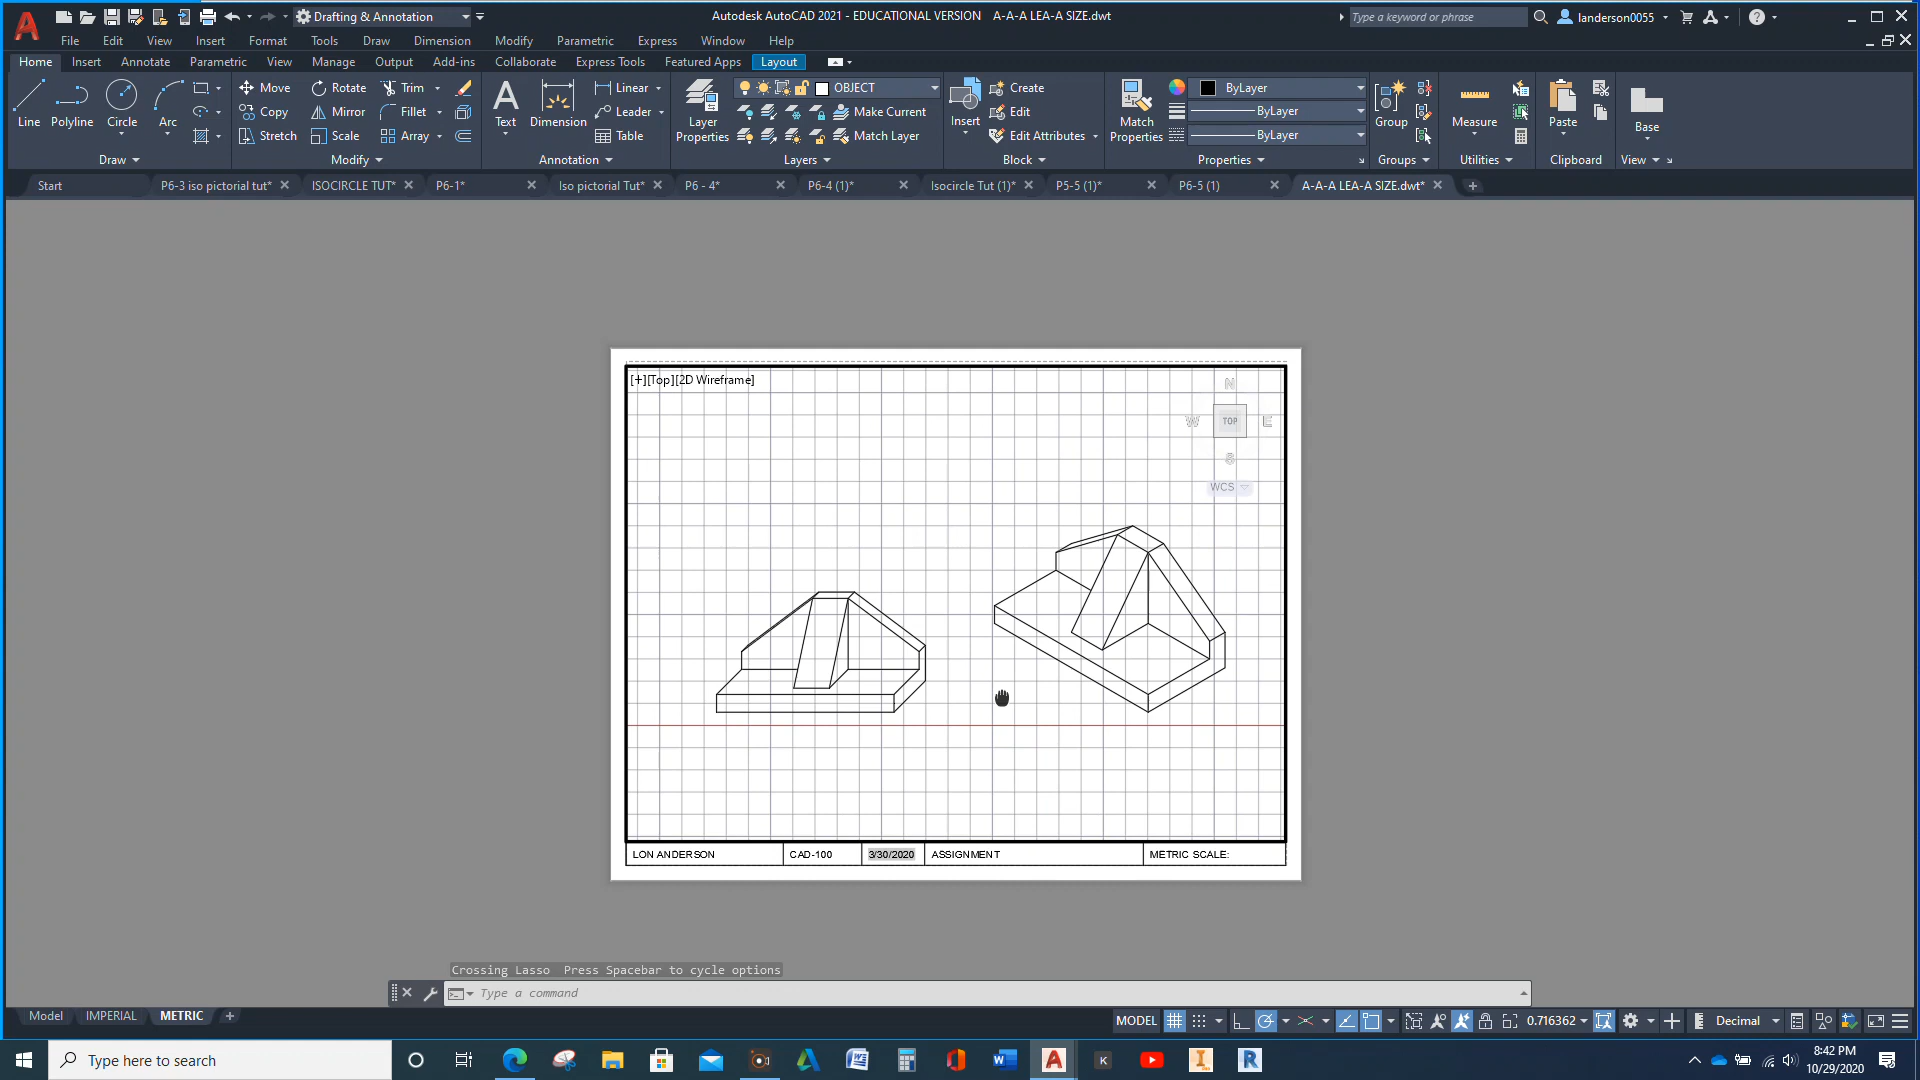 Drafting & Annotation
Autodesk AutoCAD 2021 - EDUCATIONAL VERSION A-A-A LEA-A SIZE.dwt
Type a keyword or phrase
landerson0055
File Edit View Insert Format Tools Draw Dimension Modify Parametric Express Window Help
Home Insert Annotate Parametric View Manage Output Add-ins Collaborate Express Tools Featured Apps Layout
Line
Polyline
Circle
Arc
Draw
Move
Rotate
Trim
Copy
Mirror
Fillet
Stretch
Scale
Array
Modify
Text
Dimension
Linear
Leader
Table
Annotation
Layer
Properties
OBJECT
Make Current
Match Layer
Layers
Insert
Create
Edit
Edit Attributes
Block
Match
Properties
ByLayer
ByLayer
ByLayer
Properties
Group
Groups
Measure
Utilities
Paste
Clipboard
Base
View
Start
P6-3 iso pictorial tut*
ISOCIRCLE TUT*
P6-1*
Iso pictorial Tut*
P6 - 4*
P6-4 (1)*
Isocircle Tut (1)*
P5-5 (1)*
P6-5 (1)
A-A-A LEA-A SIZE.dwt*
[+][Top][2D Wireframe]
N
W TOP E
S
WCS
LON ANDERSON CAD-100 3/30/2020 ASSIGNMENT METRIC SCALE:
Crossing Lasso Press Spacebar to cycle options
Type a command
Model IMPERIAL METRIC
MODEL 0.716362 Decimal
Type here to search
8:42 PM
10/29/2020